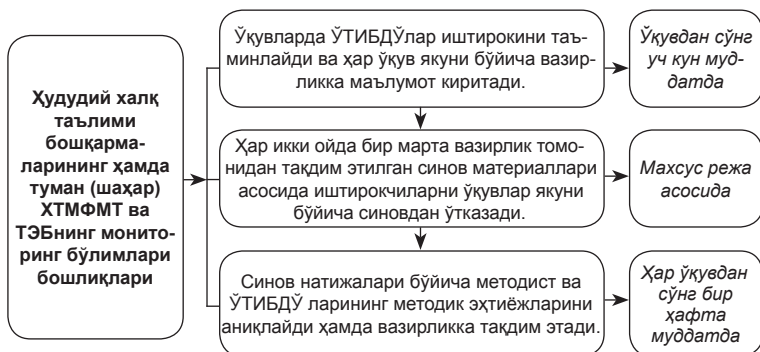 Ҳудудий халқ
таълими
бошқарма-
ларининг ҳамда
туман (шаҳар)
ХТМФМТ ва
ТЭБнинг монито-
ринг бўлимлари
бошлиқлари
Ўқувларда ЎТИБДЎлар иштирокини таъ-
минлайди ва ҳар ўқув якуни бўйича вазир-
ликка маълумот киритади.
Ўқувдан сўнг
уч кун муд-
датда
Ҳар икки ойда бир марта вазирлик томо-
нидан тақдим этилган синов материаллари
асосида иштирокчиларни ўқувлар якуни
бўйича синовдан ўтказади.
Махсус режа
асосида
Синов натижалари бўйича методист ва
ЎТИБДЎ ларининг методик эҳтиёжларини
аниқлайди ҳамда вазирликка тақдим этади.
Ҳар ўқувдан
сўнг бир
ҳафта
муддатда